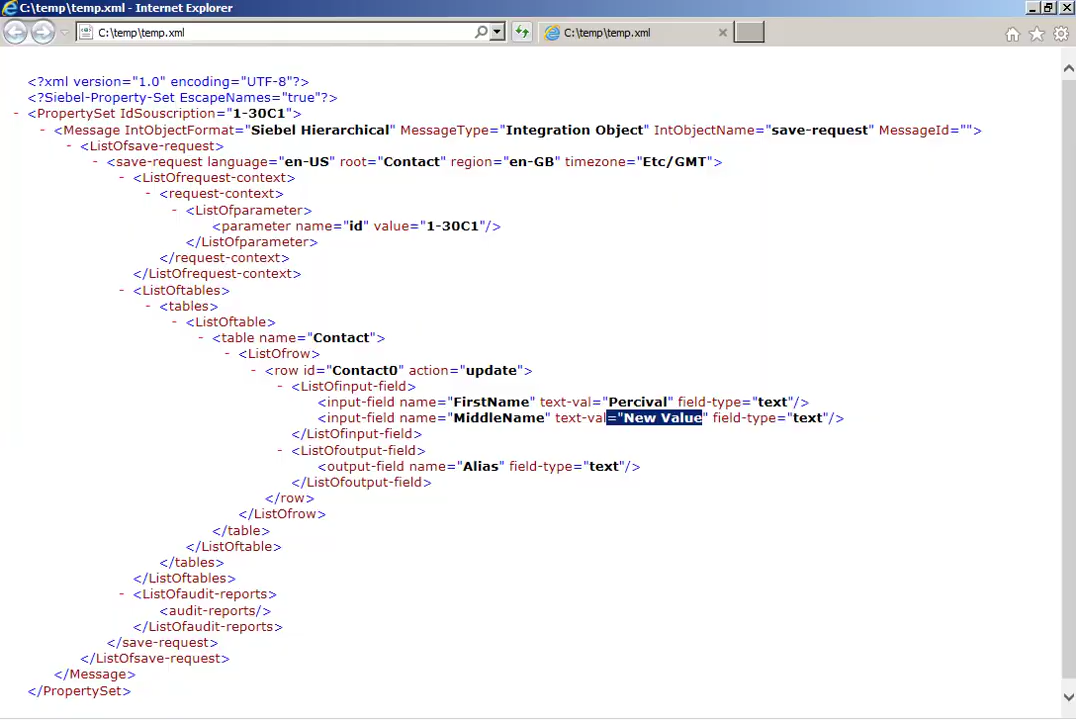 C:\temp\temp.xml - Internet Explorer
C:\temp\temp.xml
C:\temp\temp.xml
<?xml version="1.0" encoding="UTF-8"?>
<?Siebel-Property-Set EscapeNames="true"?>
- <PropertySet IdSouscription="1-30C1">
- <Message IntObjectFormat="Siebel Hierarchical" MessageType="Integration Object" IntObjectName="save-request" MessageId="">
- <ListOfsave-request>
- <save-request language="en-US" root="Contact" region="en-GB" timezone="Etc/GMT">
- <ListOfrequest-context>
- <request-context>
- <ListOfparameter>
<parameter name="id" value="1-30C1"/>
</ListOfparameter>
</request-context>
</ListOfrequest-context>
- <ListOftables>
- <tables>
- <ListOftable>
- <table name="Contact">
- <ListOfrow>
- <row id="Contact0" action="update">
- <ListOfinput-field>
<input-field name="FirstName" text-val="Percival" field-type="text"/>
<input-field name="MiddleName" text-val="New Value" field-type="text"/>
</ListOfinput-field>
- <ListOfoutput-field>
<output-field name="Alias" field-type="text"/>
</ListOfoutput-field>
</row>
</ListOfrow>
</table>
</ListOftable>
</tables>
</ListOftables>
- <ListOfaudit-reports>
<audit-reports/>
</ListOfaudit-reports>
</save-request>
</ListOfsave-request>
</Message>
</PropertySet>